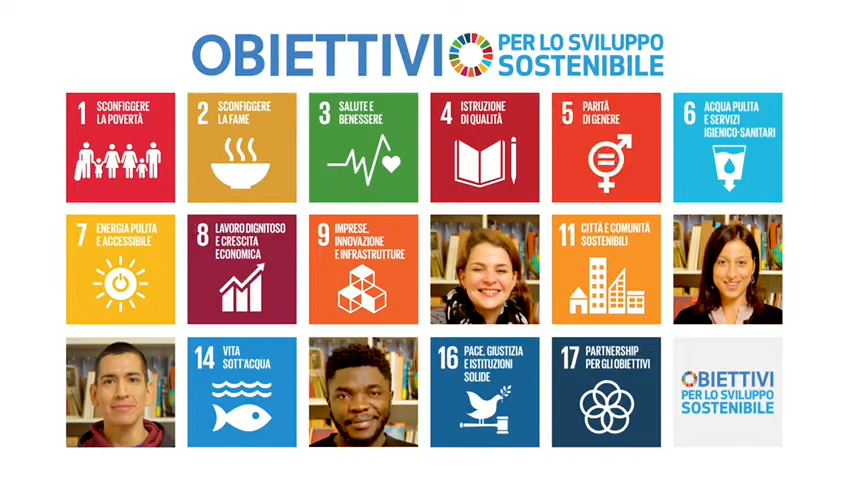 OBIETTIVI
PER LO SVILUPPO
SOSTENIBILE
1 SCONFIGGERE
LA POVERTÀ
2 SCONFIGGERE
LA FAME
3 SALUTE E
BENESSERE
4 ISTRUZIONE
DI QUALITÀ
5 PARITÀ
DI GENERE
6 ACQUA PULITA
E SERVIZI
IGIENICO-SANITARI
7 ENERGIA PULITA
E ACCESSIBILE
8 LAVORO DIGNITOSO
E CRESCITA
ECONOMICA
9 IMPRESE,
INNOVAZIONE
E INFRASTRUTTURE
11 CITTÀ E COMUNITÀ
SOSTENIBILI
14 VITA
SOTT'ACQUA
16 PACE, GIUSTIZIA
E ISTITUZIONI
SOLIDE
17 PARTNERSHIP
PER GLI OBIETTIVI
OBIETTIVI
PER LO SVILUPPO
SOSTENIBILE